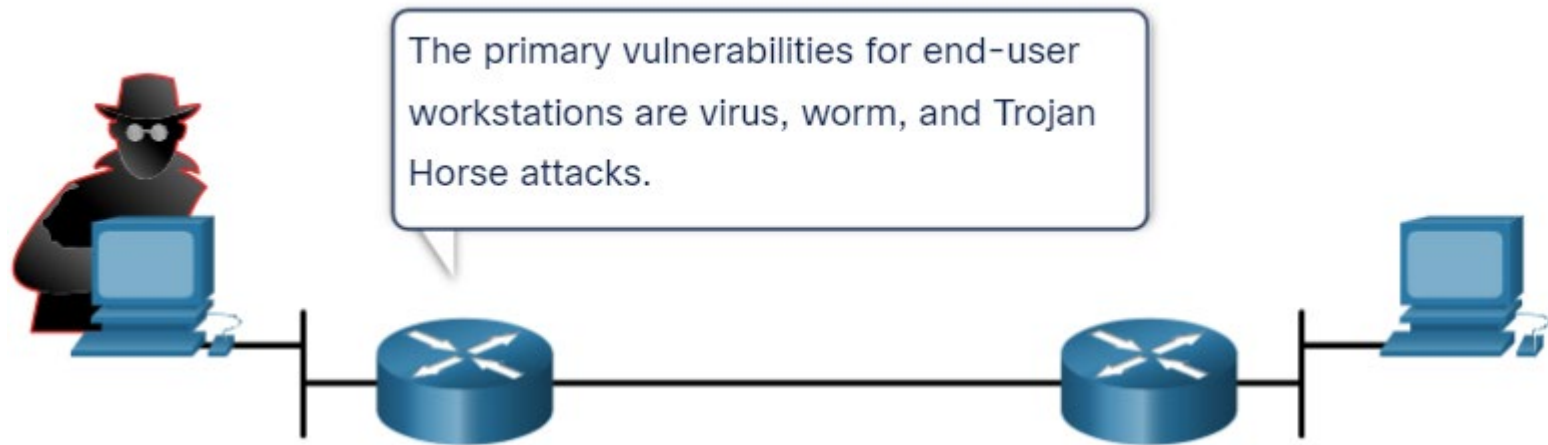 The primary vulnerabilities for end-user
workstations are virus, worm, and Trojan
Horse attacks.